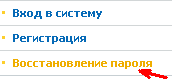 Вход в систему
Регистрация
Восстановление пароля